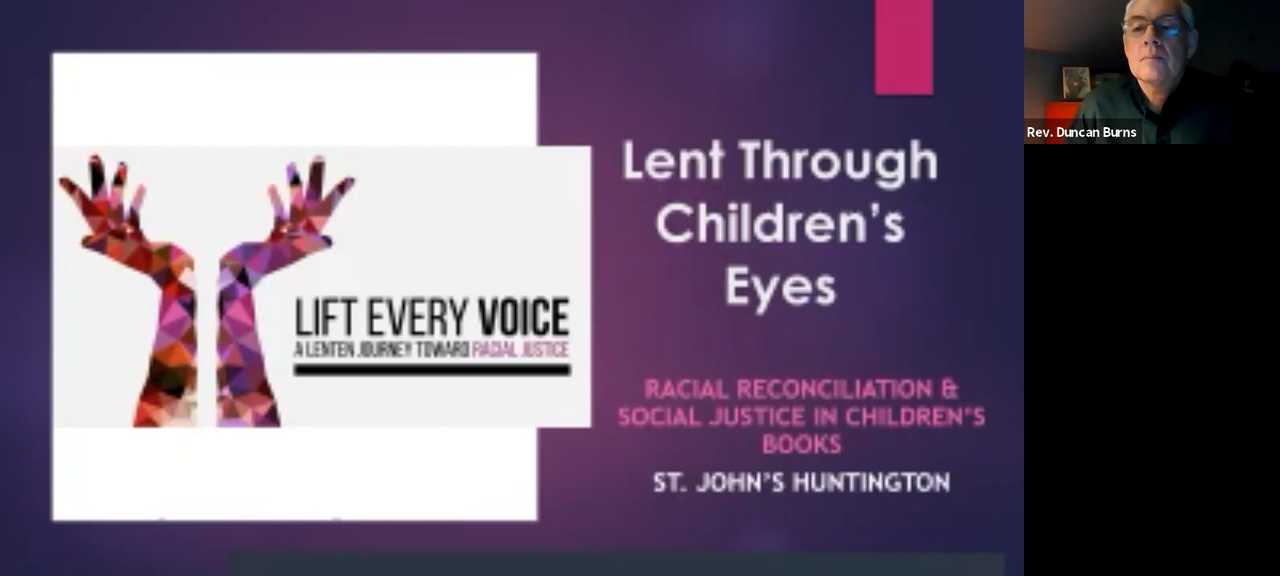 Lent Through
Children's
Eyes
LIFT EVERY VOICE
A LENTEN JOURNEY TOWARD RACIAL JUSTICE
RACIAL RECONCILIATION &
SOCIAL JUSTICE IN CHILDREN'S
BOOKS
ST. JOHN'S HUNTINGTON
Rev. Duncan Burns